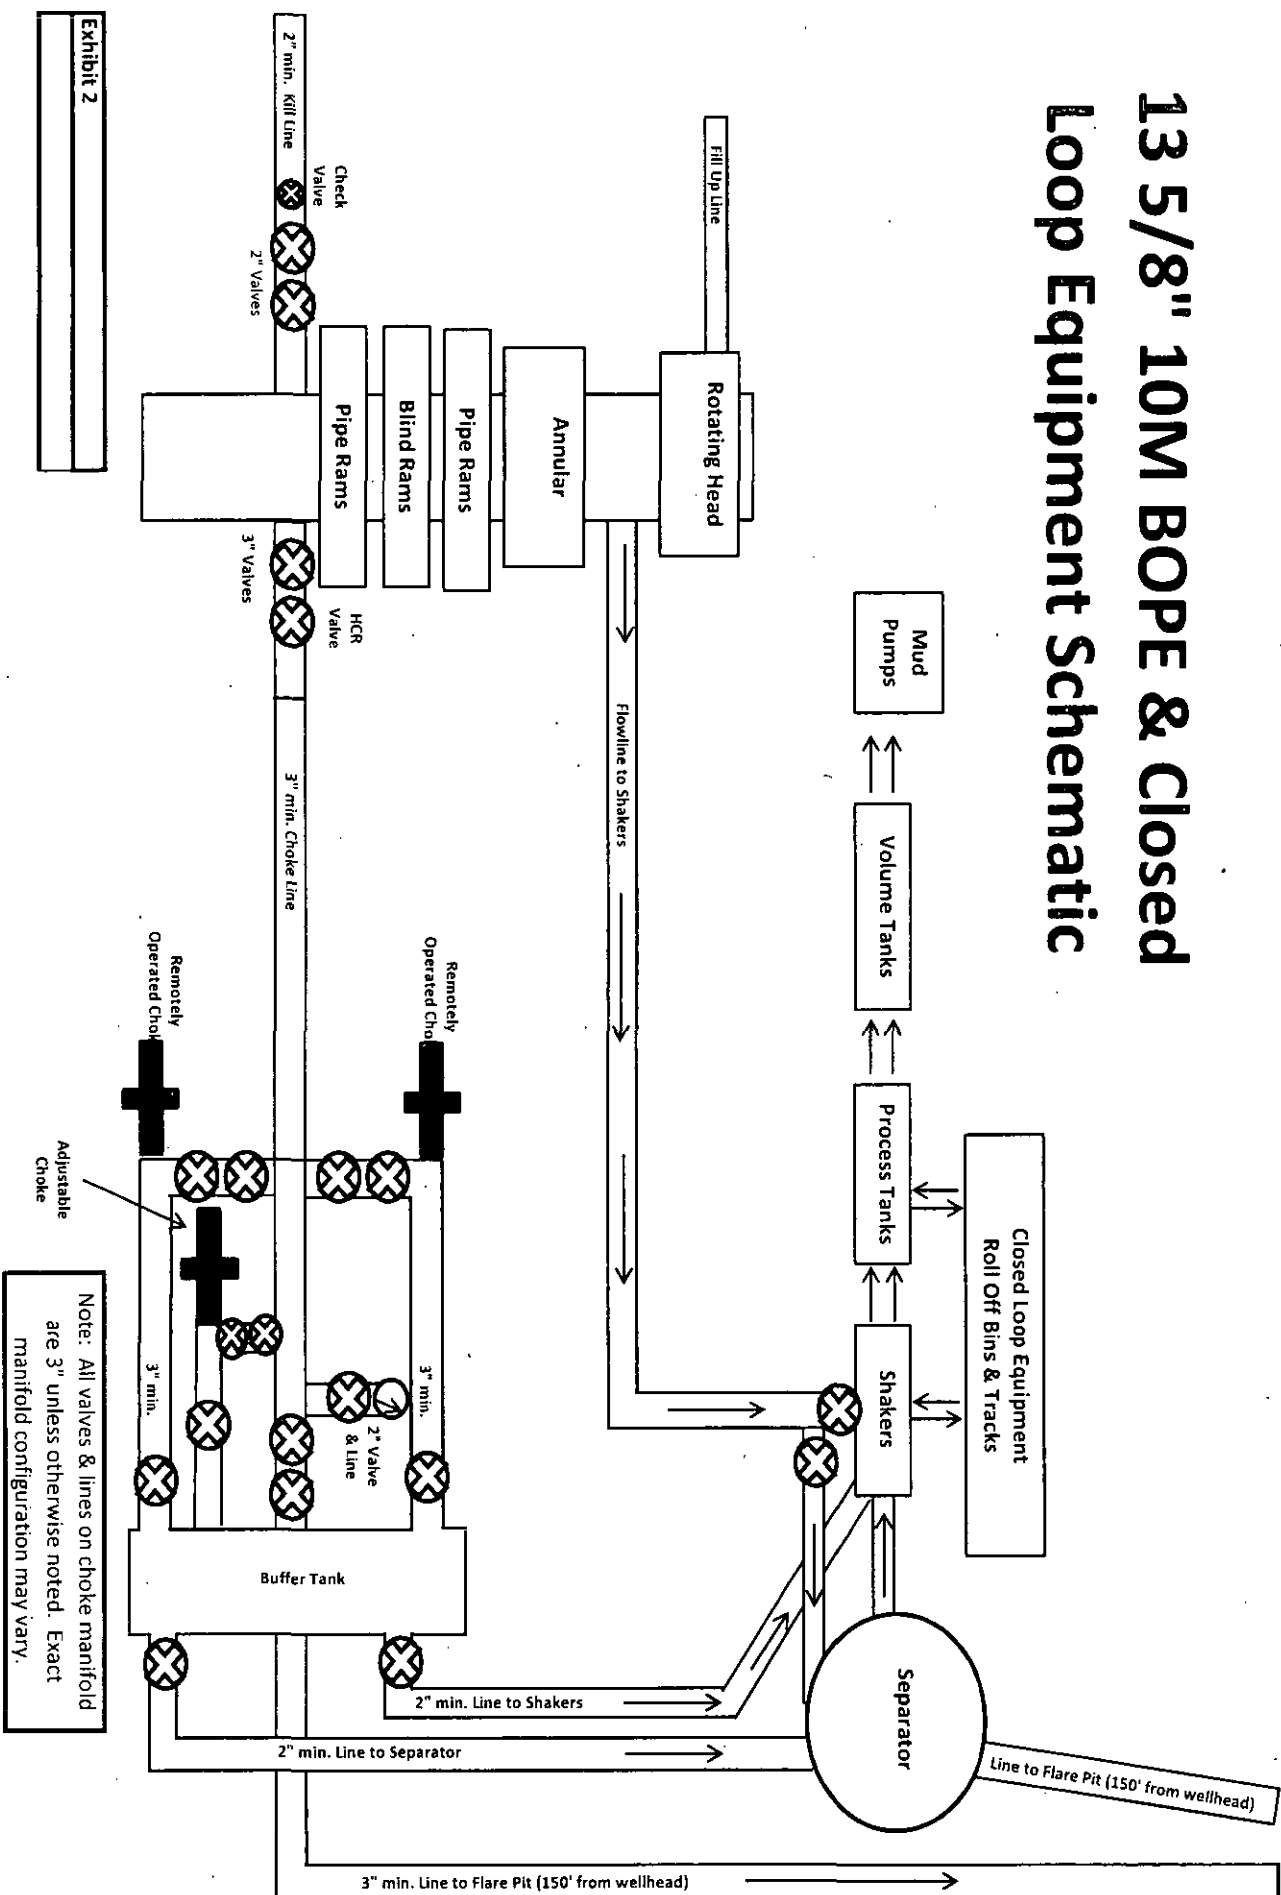 13 5/8" 10M BOPE & Closed
Loop Equipment Schematic
Exhibit 2
2" min. Kill Line
Check
Valve
2" Valves
Fill Up Line
Rotating Head
Annular
Pipe Rams
Blind Rams
Pipe Rams
3" Valves
HCR
Valve
Mud
Pumps
Volume Tanks
Process Tanks
Shakers
Closed Loop Equipment
Roll Off Bins & Tracks
Flowline to Shakers
3" min. Choke Line
Remotely
Operated Cho
Remotely
Operated Chok
Adjustable
Choke
3" min.
3" min.
2" Valve
& Line
Buffer Tank
Separator
2" min. Line to Shakers
2" min. Line to Separator
Line to Flare Pit (150' from wellhead)
3" min. Line to Flare Pit (150' from wellhead)
Note: All valves & lines on choke manifold
are 3" unless otherwise noted. Exact
manifold configuration may vary.